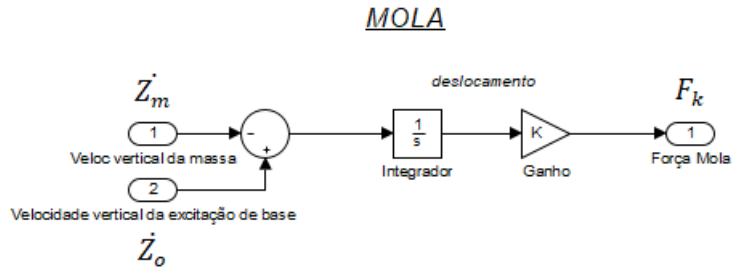 MOLA
deslocamento
Ż_m
F_k
1
-
+
1/s
K
1
Veloc vertical da massa
Integrador
Ganho
Força Mola
2
Velocidade vertical da excitação de base
Ż_o